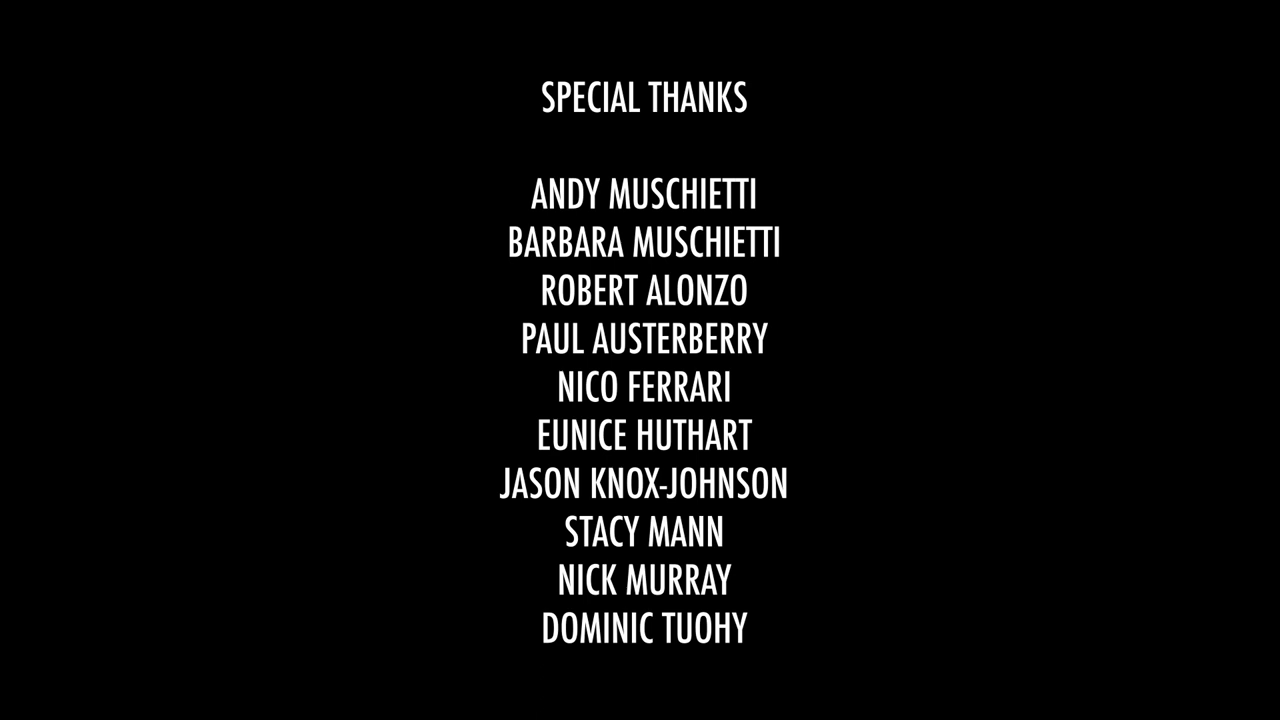 SPECIAL THANKS
ANDY MUSCHIETTI
BARBARA MUSCHIETTI
ROBERT ALONZO
PAUL AUSTERBERRY
NICO FERRARI
EUNICE HUTHART
JASON KNOX-JOHNSON
STACY MANN
NICK MURRAY
DOMINIC TUOHY